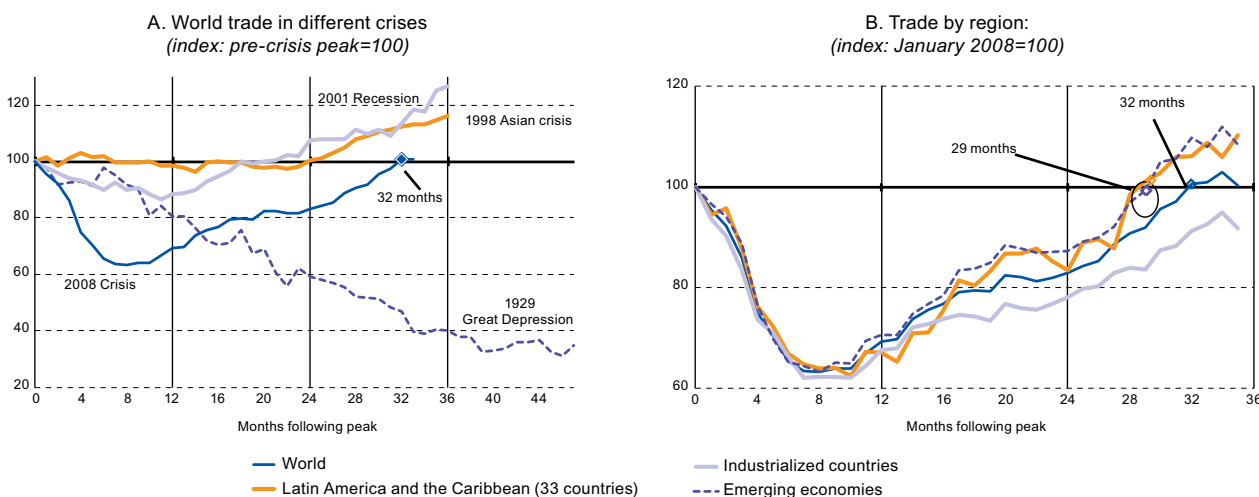 A. World trade in different crises
(index: pre-crisis peak=100)
120
100
80
60
40
20
2001 Recession
1998 Asian crisis
32 months
2008 Crisis
1929
Great Depression
0 4 8 12 16 20 24 28 32 36 40 44
Months following peak
B. Trade by region:
(index: January 2008=100)
120
100
80
60
32 months
29 months
0 4 8 12 16 20 24 28 32 36
Months following peak
World
Latin America and the Caribbean (33 countries)
Industrialized countries
Emerging economies